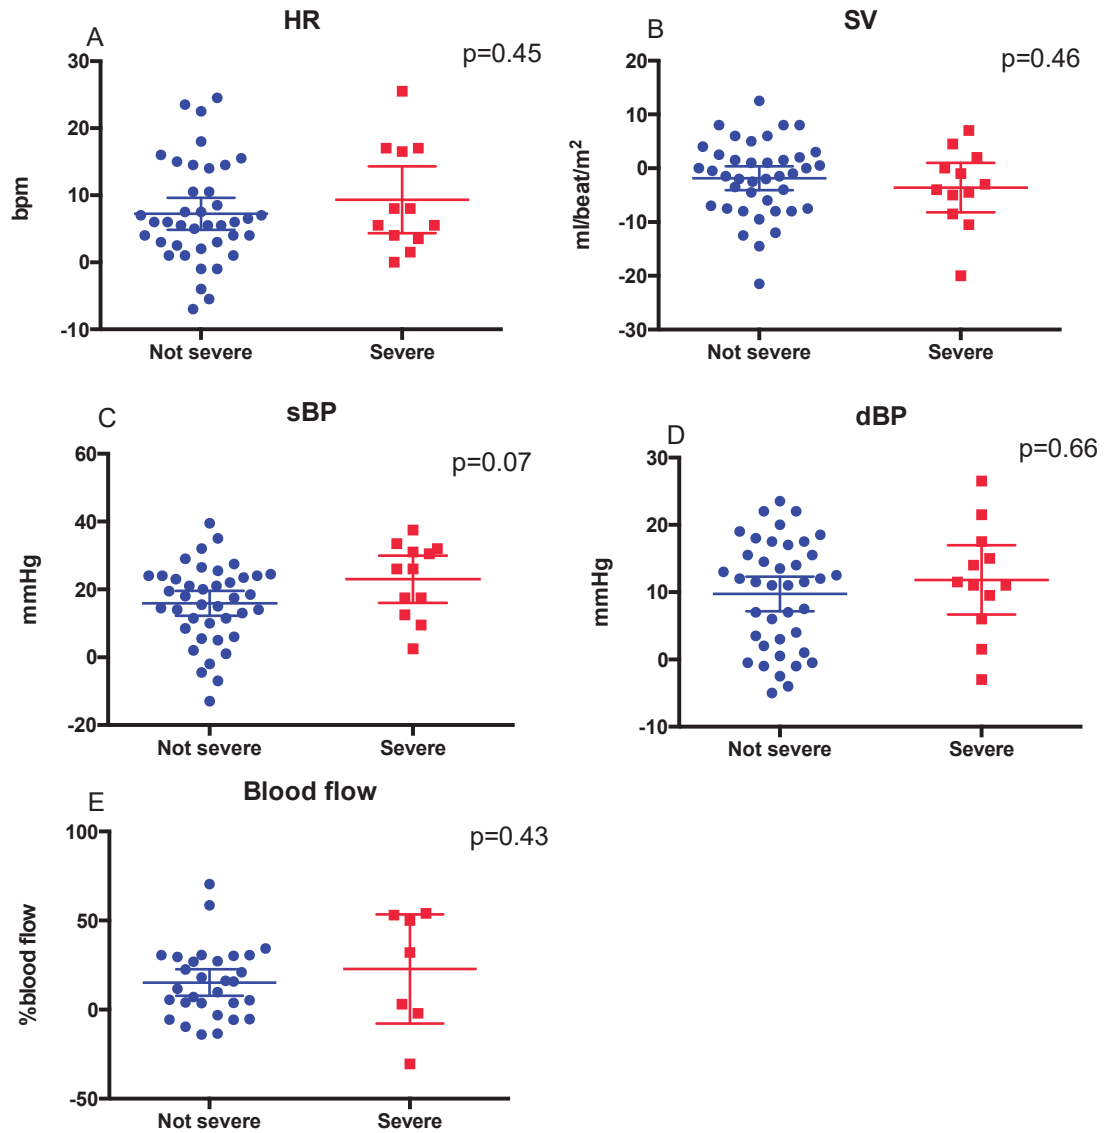 A
HR
p=0.45
30
20
10
0
-10
bpm
Not severe
Severe
B
SV
p=0.46
20
10
0
-10
-20
-30
ml/beat/m²
Not severe
Severe
C
sBP
p=0.07
60
40
20
0
-20
mmHg
Not severe
Severe
D
dBP
p=0.66
30
20
10
0
-10
mmHg
Not severe
Severe
E
Blood flow
p=0.43
100
50
0
-50
%blood flow
Not severe
Severe